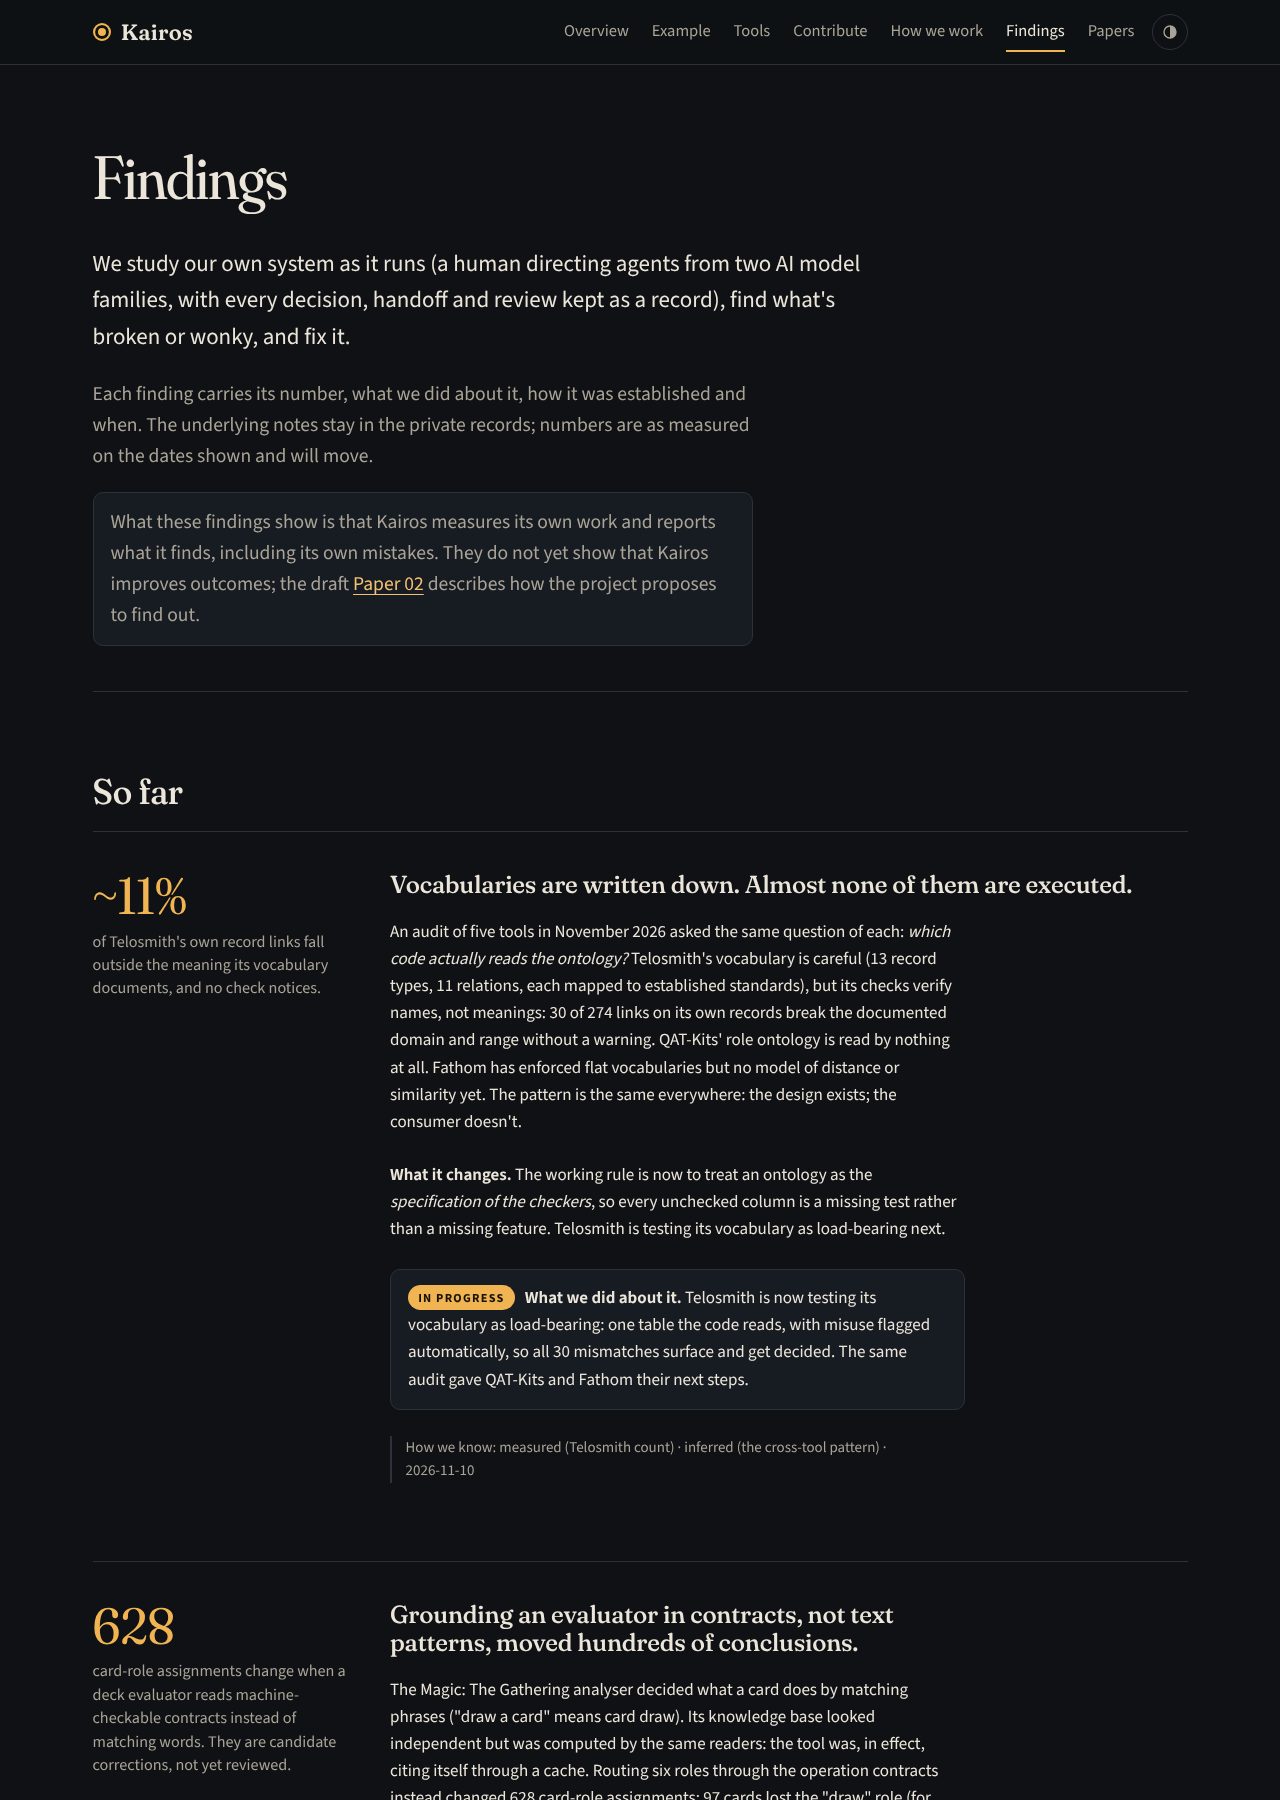 Kairos
Overview Example Tools Contribute How we work Findings Papers
Findings
We study our own system as it runs (a human directing agents from two AI model
families, with every decision, handoff and review kept as a record), find what's
broken or wonky, and fix it.
Each finding carries its number, what we did about it, how it was established and
when. The underlying notes stay in the private records; numbers are as measured
on the dates shown and will move.
What these findings show is that Kairos measures its own work and reports
what it finds, including its own mistakes. They do not yet show that Kairos
improves outcomes; the draft Paper 02 describes how the project proposes
to find out.
So far
~11%
of Telosmith's own record links fall
outside the meaning its vocabulary
documents, and no check notices.
Vocabularies are written down. Almost none of them are executed.
An audit of five tools in November 2026 asked the same question of each: which
code actually reads the ontology? Telosmith's vocabulary is careful (13 record
types, 11 relations, each mapped to established standards), but its checks verify
names, not meanings: 30 of 274 links on its own records break the documented
domain and range without a warning. QAT-Kits' role ontology is read by nothing
at all. Fathom has enforced flat vocabularies but no model of distance or
similarity yet. The pattern is the same everywhere: the design exists; the
consumer doesn't.
What it changes. The working rule is now to treat an ontology as the
specification of the checkers, so every unchecked column is a missing test rather
than a missing feature. Telosmith is testing its vocabulary as load-bearing next.
IN PROGRESS What we did about it. Telosmith is now testing its
vocabulary as load-bearing: one table the code reads, with misuse flagged
automatically, so all 30 mismatches surface and get decided. The same
audit gave QAT-Kits and Fathom their next steps.
How we know: measured (Telosmith count) · inferred (the cross-tool pattern) ·
2026-11-10
628
card-role assignments change when a
deck evaluator reads machine-
checkable contracts instead of
matching words. They are candidate
corrections, not yet reviewed.
Grounding an evaluator in contracts, not text
patterns, moved hundreds of conclusions.
The Magic: The Gathering analyser decided what a card does by matching
phrases ("draw a card" means card draw). Its knowledge base looked
independent but was computed by the same readers: the tool was, in effect,
citing itself through a cache. Routing six roles through the operation contracts
instead changed 628 card-role assignments: 97 cards lost the "draw" role (for